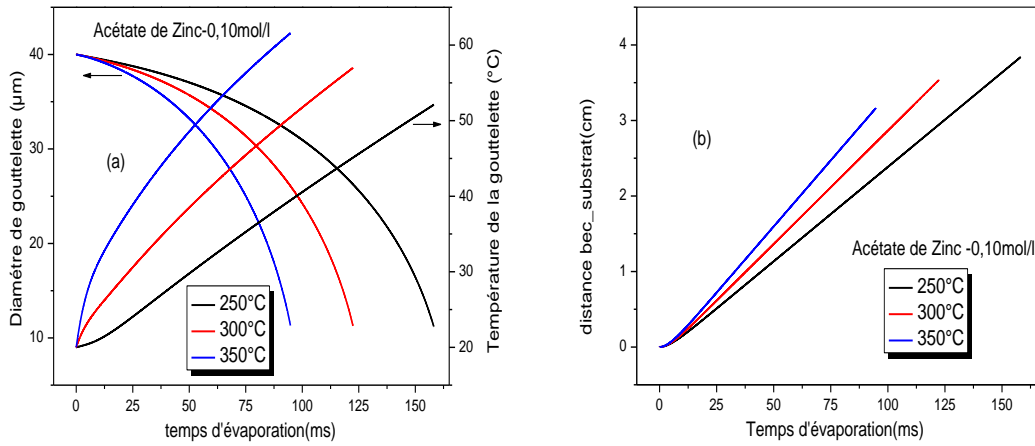 Acétate de Zinc-0,10mol/l
(a)
Diamétre de gouttelette (µm)
40
30
20
10
Température de la gouttelette (°C)
60
50
40
30
20
250°C
300°C
350°C
0 25 50 75 100 125 150
temps d'évaporation(ms)
(b)
distance bec_substrat(cm)
4
3
2
1
0
Acétate de Zinc -0,10mol/l
250°C
300°C
350°C
0 25 50 75 100 125 150
Temps d'évaporation(ms)